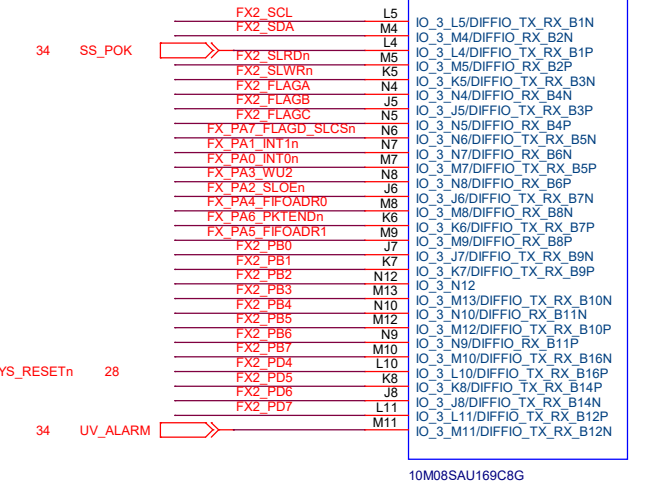 FX2_SCL L5 IO_3_L5/DIFFIO_TX_RX_B1N
FX2_SDA M4 IO_3_M4/DIFFIO_RX_B2N
34 SS_POK L4 IO_3_L4/DIFFIO_TX_RX_B1P
FX2_SLRDn M5 IO_3_M5/DIFFIO_RX_B2P
FX2_SLWRn K5 IO_3_K5/DIFFIO_TX_RX_B3N
FX2_FLAGA N4 IO_3_N4/DIFFIO_RX_B4N
FX2_FLAGB J5 IO_3_J5/DIFFIO_TX_RX_B3P
FX2_FLAGC N5 IO_3_N5/DIFFIO_RX_B4P
FX_PA7_FLAGD_SLCSn N6 IO_3_N6/DIFFIO_TX_RX_B5N
FX_PA1_INT1n N7 IO_3_N7/DIFFIO_RX_B6N
FX_PA0_INT0n M7 IO_3_M7/DIFFIO_TX_RX_B5P
FX_PA3_WU2 N8 IO_3_N8/DIFFIO_RX_B6P
FX_PA2_SLOEn J6 IO_3_J6/DIFFIO_TX_RX_B7N
FX_PA4_FIFOADR0 M8 IO_3_M8/DIFFIO_RX_B8N
FX_PA6_PKTENDn K6 IO_3_K6/DIFFIO_TX_RX_B7P
FX_PA5_FIFOADR1 M9 IO_3_M9/DIFFIO_RX_B8P
FX2_PB0 J7 IO_3_J7/DIFFIO_TX_RX_B9N
FX2_PB1 K7 IO_3_K7/DIFFIO_TX_RX_B9P
FX2_PB2 N12 IO_3_N12
FX2_PB3 M13 IO_3_M13/DIFFIO_TX_RX_B10N
FX2_PB4 N10 IO_3_N10/DIFFIO_RX_B11N
FX2_PB5 M12 IO_3_M12/DIFFIO_TX_RX_B10P
FX2_PB6 N9 IO_3_N9/DIFFIO_RX_B11P
FX2_PB7 M10 IO_3_M10/DIFFIO_TX_RX_B16N
FX2_PD4 L10 IO_3_L10/DIFFIO_TX_RX_B16P
YS_RESETn 28 FX2_PD5 K8 IO_3_K8/DIFFIO_TX_RX_B14P
FX2_PD6 J8 IO_3_J8/DIFFIO_TX_RX_B14N
FX2_PD7 L11 IO_3_L11/DIFFIO_TX_RX_B12P
34 UV_ALARM M11 IO_3_M11/DIFFIO_TX_RX_B12N
10M08SAU169C8G